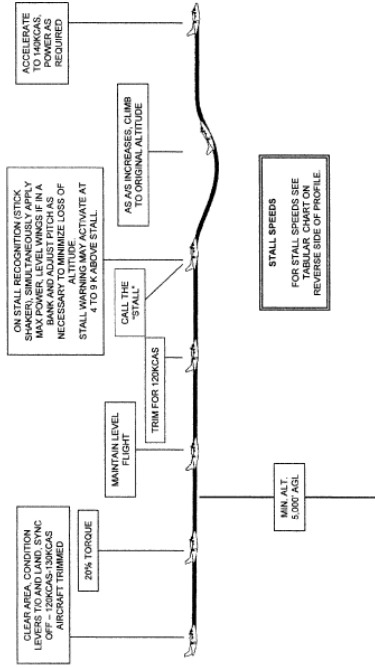 CLEAR AREA, CONDITION
LEVERS T/O AND LAND, SYNC
OFF – 120KCAS-130KCAS
AIRCRAFT TRIMMED
20% TORQUE
MAINTAIN LEVEL
FLIGHT
TRIM FOR 120KCAS
CALL THE
"STALL"
ON STALL RECOGNITION (STICK
SHAKER), SIMULTANEOUSLY APPLY
MAX POWER, LEVEL WINGS IF IN A
BANK AND ADJUST PITCH AS
NECESSARY TO MINIMIZE LOSS OF
ALTITUDE.
STALL WARNING MAY ACTIVATE AT
4 TO 9 K ABOVE STALL.
AS A/S INCREASES, CLIMB
TO ORIGINAL ALTITUDE
ACCELERATE
TO 140KCAS,
POWER AS
REQUIRED
MIN. ALT.
5,000' AGL
STALL SPEEDS
FOR STALL SPEEDS SEE
TABULAR CHART ON
REVERSE SIDE OF PROFILE.